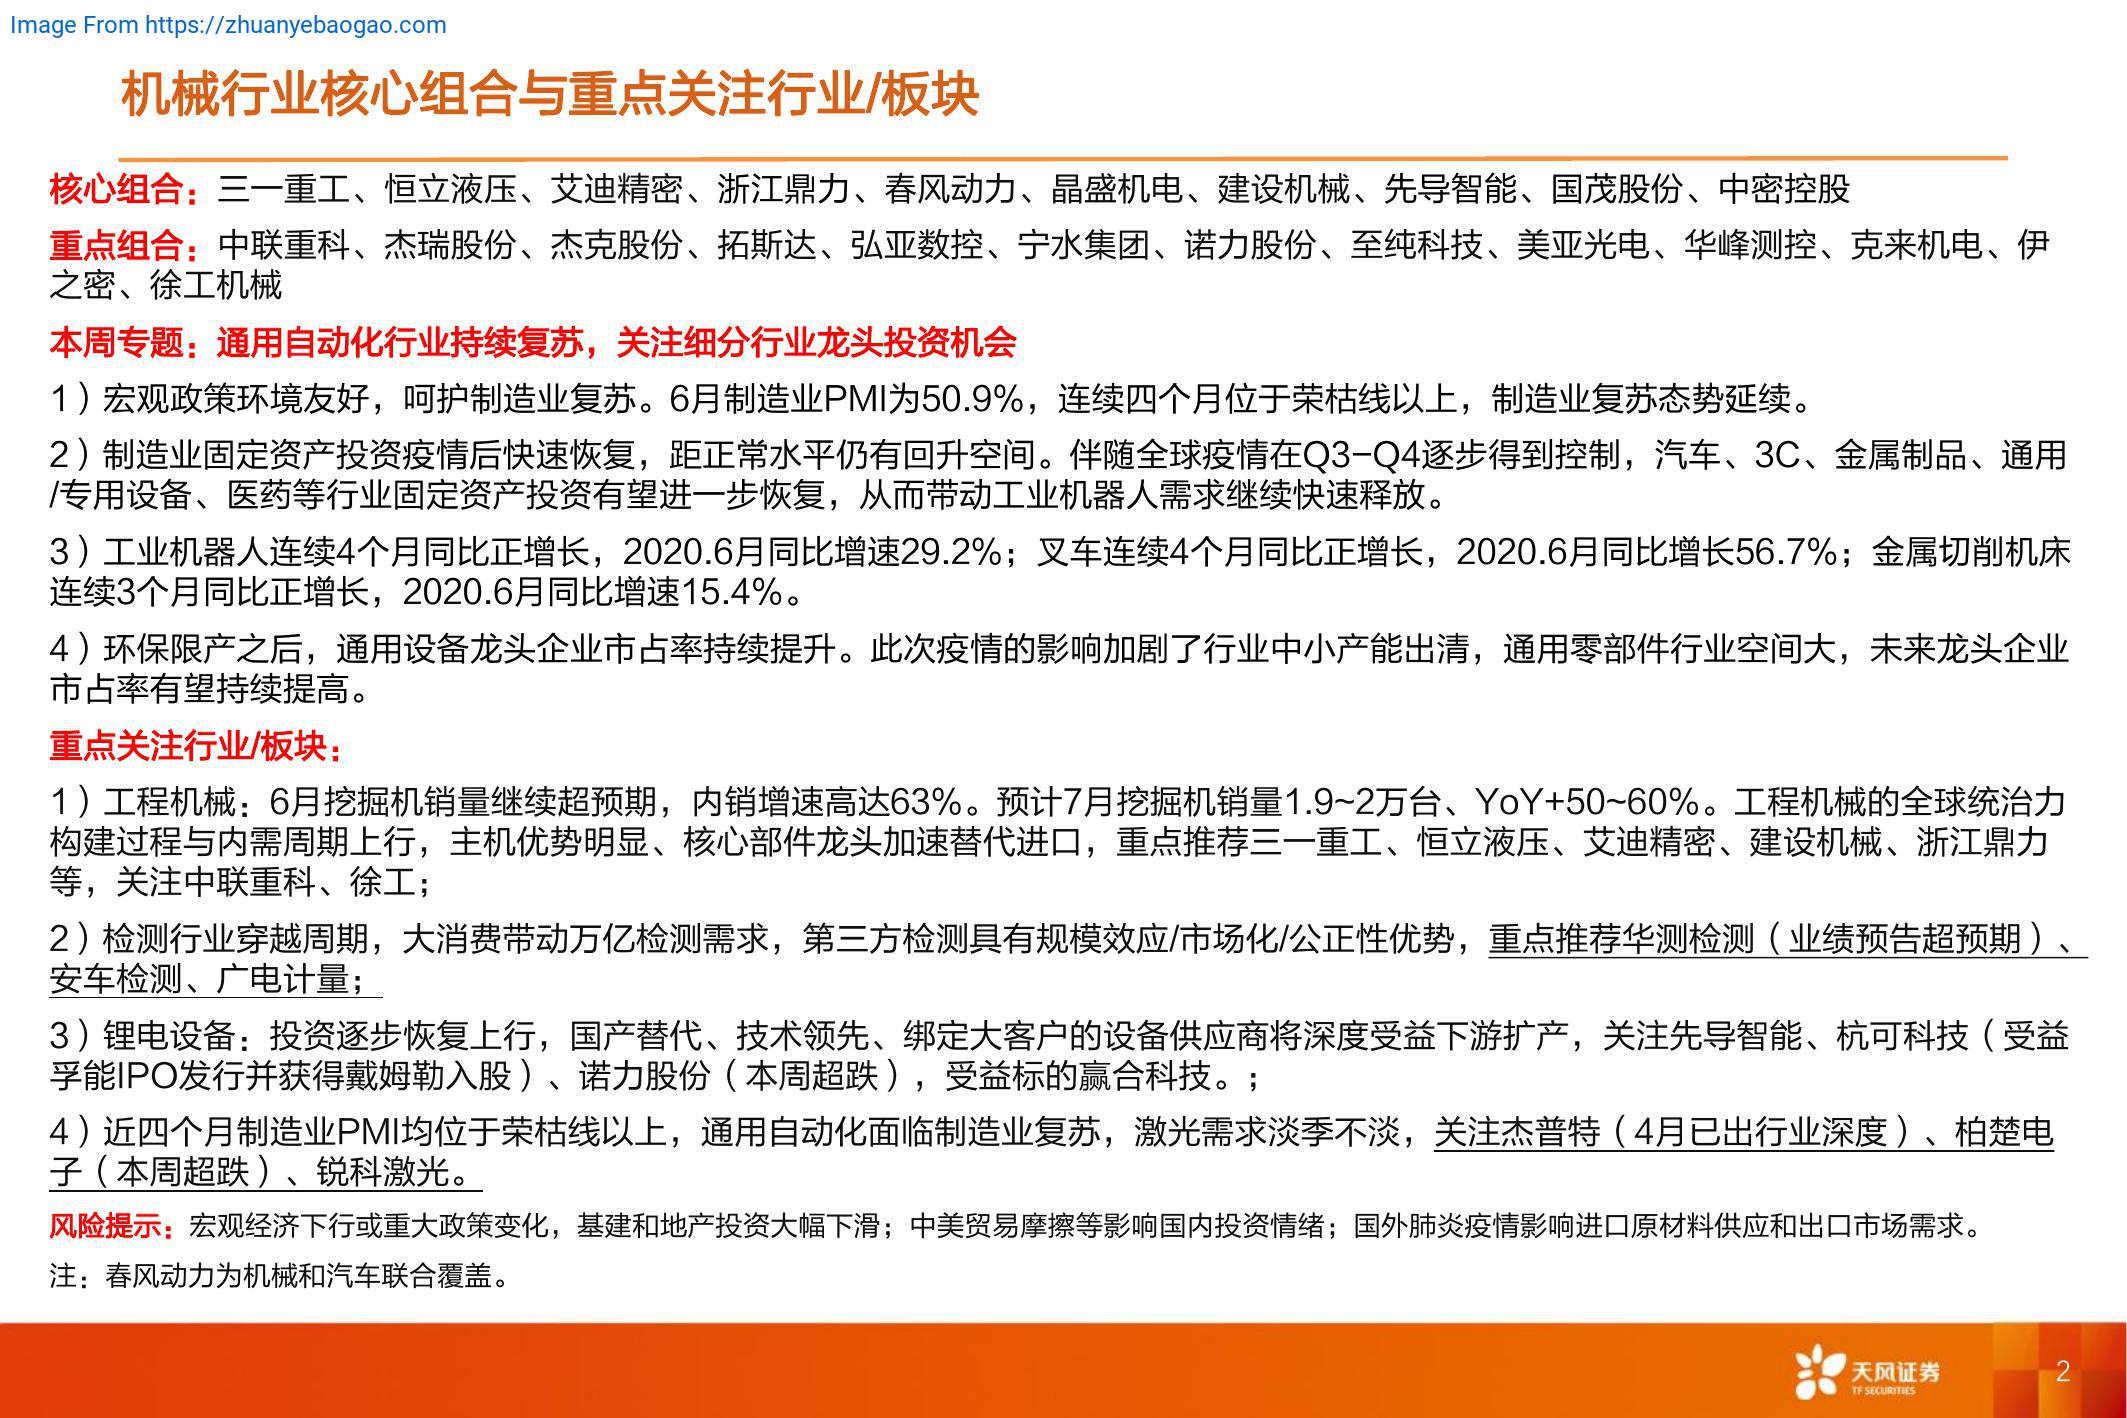 Image From https://zhuanyebaogao.com
机械行业核心组合与重点关注行业/板块
核心组合：三一重工、恒立液压、艾迪精密、浙江鼎力、春风动力、晶盛机电、建设机械、先导智能、国茂股份、中密控股
重点组合：中联重科、杰瑞股份、杰克股份、拓斯达、弘亚数控、宁水集团、诺力股份、至纯科技、美亚光电、华峰测控、克来机电、伊
之密、徐工机械
本周专题：通用自动化行业持续复苏，关注细分行业龙头投资机会
1）宏观政策环境友好，呵护制造业复苏。6月制造业PMI为50.9%，连续四个月位于荣枯线以上，制造业复苏态势延续。
2）制造业固定资产投资疫情后快速恢复，距正常水平仍有回升空间。伴随全球疫情在Q3-Q4逐步得到控制，汽车、3C、金属制品、通用
/专用设备、医药等行业固定资产投资有望进一步恢复，从而带动工业机器人需求继续快速释放。
3）工业机器人连续4个月同比正增长，2020.6月同比增速29.2%；叉车连续4个月同比正增长，2020.6月同比增长56.7%；金属切削机床
连续3个月同比正增长，2020.6月同比增速15.4%。
4）环保限产之后，通用设备龙头企业市占率持续提升。此次疫情的影响加剧了行业中小产能出清，通用零部件行业空间大，未来龙头企业
市占率有望持续提高。
重点关注行业/板块：
1）工程机械：6月挖掘机销量继续超预期，内销增速高达63%。预计7月挖掘机销量1.9~2万台、YoY+50~60%。工程机械的全球统治力
构建过程与内需周期上行，主机优势明显、核心部件龙头加速替代进口，重点推荐三一重工、恒立液压、艾迪精密、建设机械、浙江鼎力
等，关注中联重科、徐工；
2）检测行业穿越周期，大消费带动万亿检测需求，第三方检测具有规模效应/市场化/公正性优势，重点推荐华测检测（业绩预告超预期）、
安车检测、广电计量；
3）锂电设备：投资逐步恢复上行，国产替代、技术领先、绑定大客户的设备供应商将深度受益下游扩产，关注先导智能、杭可科技（受益
孚能IPO发行并获得戴姆勒入股）、诺力股份（本周超跌），受益标的赢合科技。；
4）近四个月制造业PMI均位于荣枯线以上，通用自动化面临制造业复苏，激光需求淡季不淡，关注杰普特（4月已出行业深度）、柏楚电
子（本周超跌）、锐科激光。
风险提示：宏观经济下行或重大政策变化，基建和地产投资大幅下滑；中美贸易摩擦等影响国内投资情绪；国外肺炎疫情影响进口原材料供应和出口市场需求。
注：春风动力为机械和汽车联合覆盖。
天风证券
TF SECURITIES
2